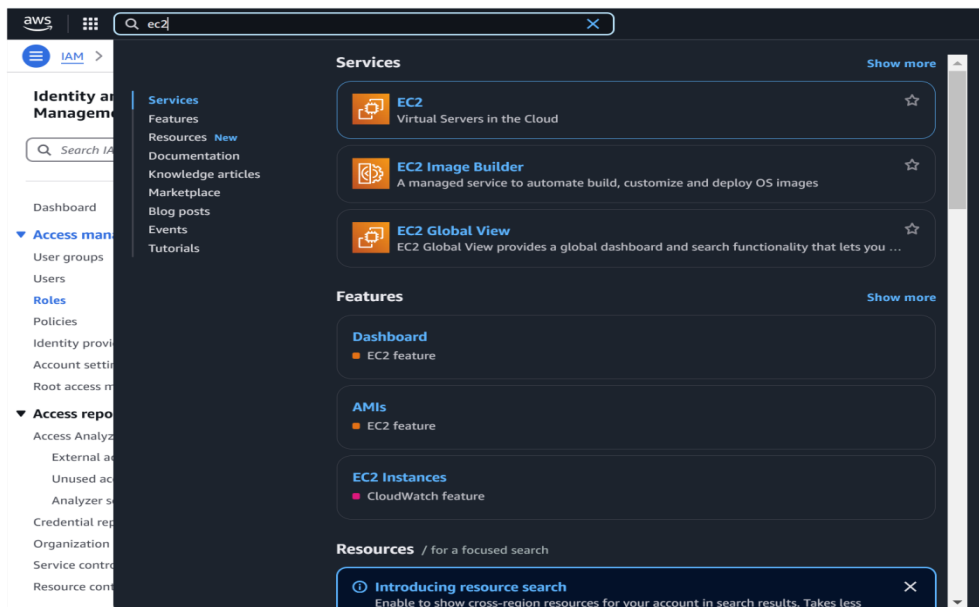 aws
ec2
IAM >
Identity ar
Managem
Search IA
Dashboard
Access mana
User groups
Users
Roles
Policies
Identity provi
Account settin
Root access m
Access repo
Access Analyz
External ac
Unused ac
Analyzer s
Credential rep
Organization
Service contro
Resource cont
Services
Features
Resources New
Documentation
Knowledge articles
Marketplace
Blog posts
Events
Tutorials
Services
Show more
EC2
Virtual Servers in the Cloud
EC2 Image Builder
A managed service to automate build, customize and deploy OS images
EC2 Global View
EC2 Global View provides a global dashboard and search functionality that lets you ...
Features
Show more
Dashboard
EC2 feature
AMIs
EC2 feature
EC2 Instances
CloudWatch feature
Resources / for a focused search
Introducing resource search
Enable to show cross-region resources for your account in search results. Takes less